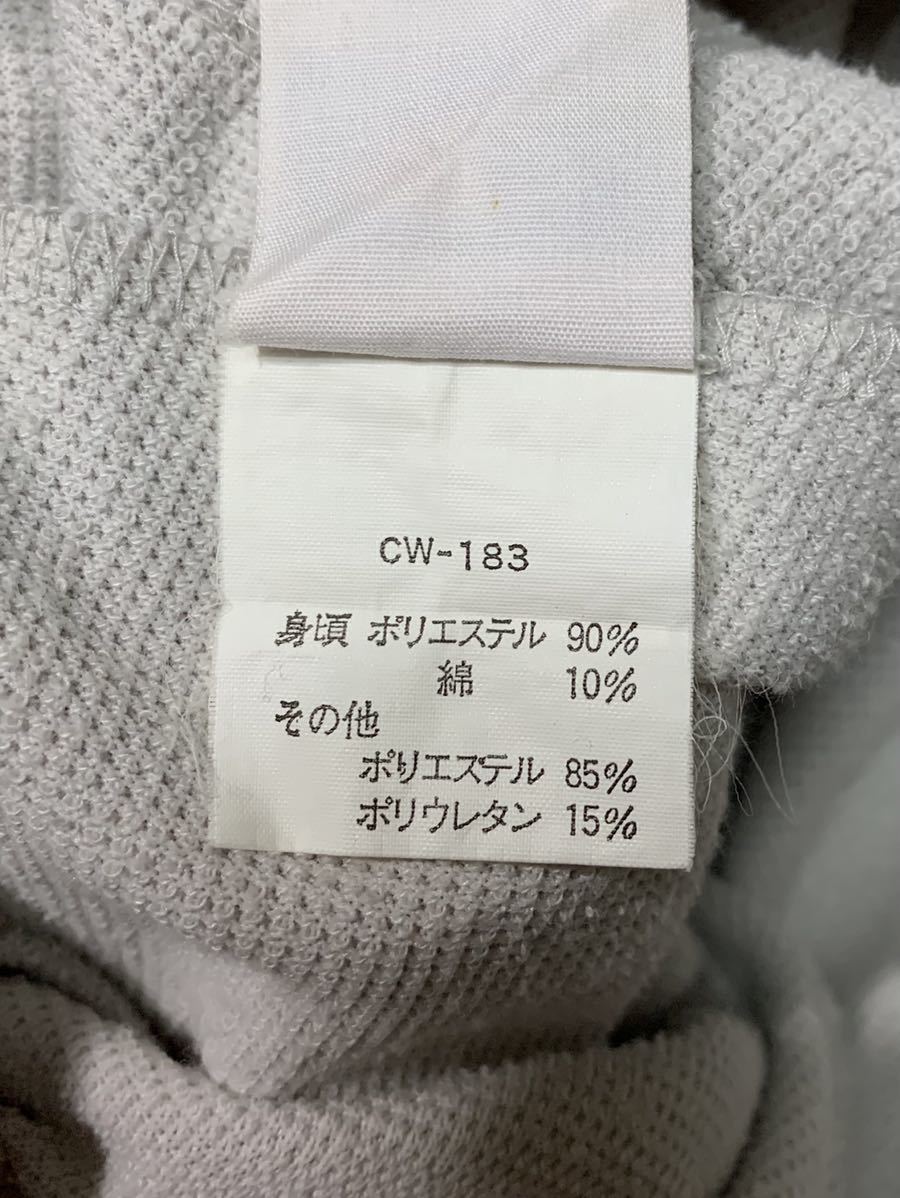 CW-183
身頃 ポリエステル 90%
綿 10%
その他
ポリエステル 85%
ポリウレタン 15%